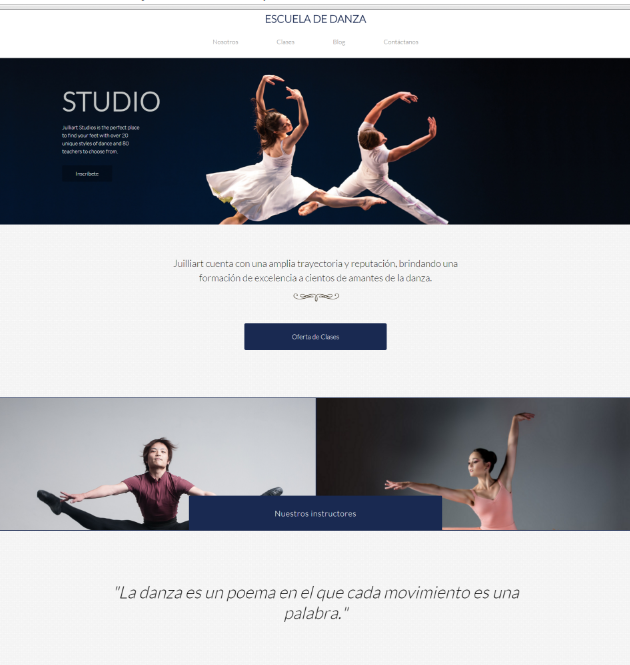 ESCUELA DE DANZA
Nosotros Clases Blog Contáctanos
STUDIO
Juilliart Studios is the perfect place
to find your feet with over 20
unique styles of dance and 80
teachers to choose from.
Inscríbete
Juilliart cuenta con una amplia trayectoria y reputación, brindando una
formación de excelencia a cientos de amantes de la danza.
Oferta de Clases
Nuestros instructores
"La danza es un poema en el que cada movimiento es una
palabra."